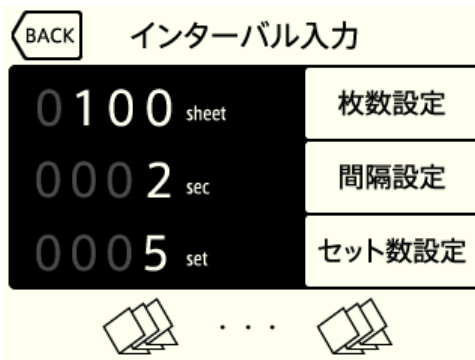 BACK インターバル入力
0100 sheet 枚数設定
0002 sec 間隔設定
0005 set セット数設定
· · ·